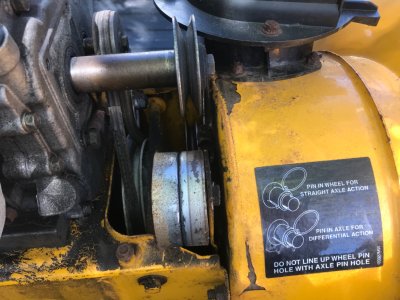 PIN IN WHEEL FOR
STRAIGHT AXLE ACTION
PIN IN AXLE FOR
DIFFERENTIAL ACTION
DO NOT LINE UP WHEEL PIN
HOLE WITH AXLE PIN HOLE